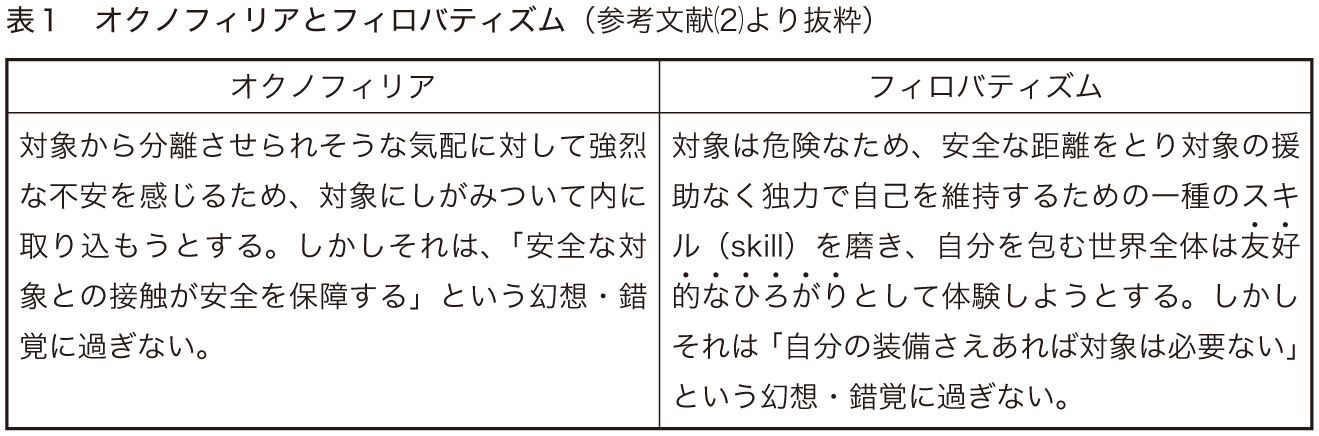 表1　オクノフィリアとフィロバティズム（参考文献⑵より抜粋）
オクノフィリア
対象から分離させられそうな気配に対して強烈
な不安を感じるため、対象にしがみついて内に
取り込もうとする。しかしそれは、「安全な対
象との接触が安全を保障する」という幻想・錯
覚に過ぎない。
フィロバティズム
対象は危険なため、安全な距離をとり対象の援
助なく独力で自己を維持するための一種のスキ
ル（skill）を磨き、自分を包む世界全体は友好
的なひろがりとして体験しようとする。しかし
それは「自分の装備さえあれば対象は必要ない」
という幻想・錯覚に過ぎない。